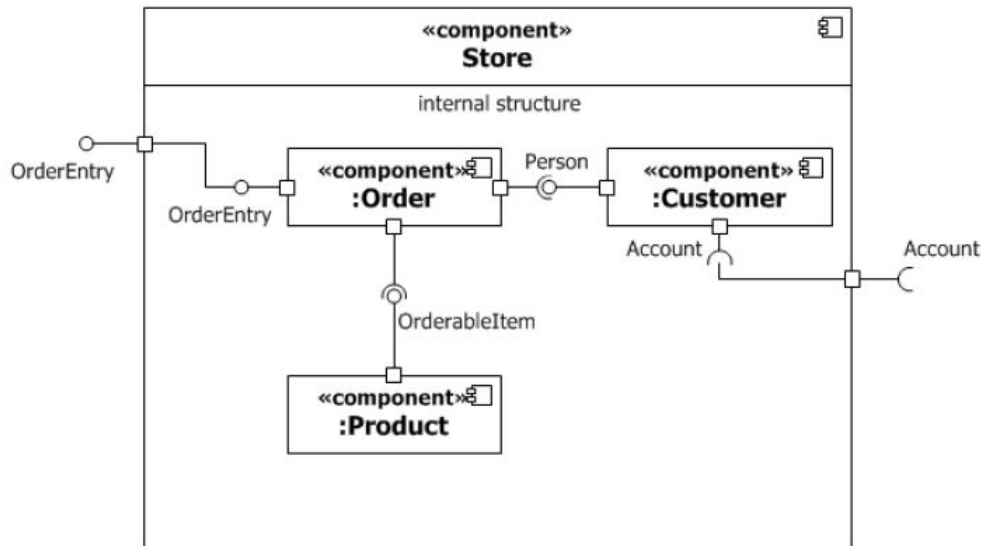 «component»
Store
internal structure
OrderEntry
OrderEntry
«component»
:Order
Person
«component»
:Customer
Account
Account
OrderableItem
«component»
:Product